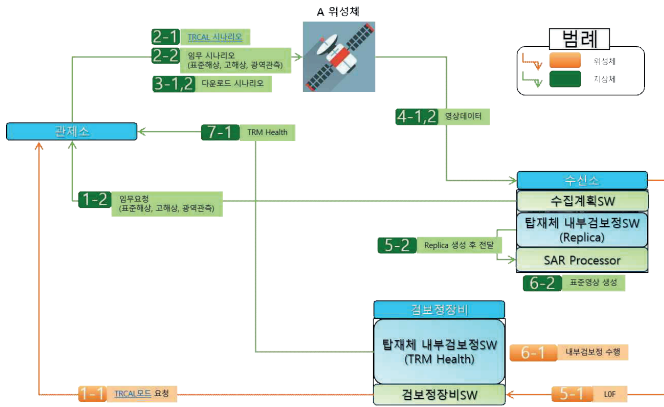 A 위성체
2-1 TRCAL 시나리오
2-2 임무 시나리오
(표준해상, 고해상, 광역관측)
3-1,2 다운로드 시나리오
범례
위성체
지상체
관제소
7-1 TRM Health
4-1,2 영상데이터
1-2 임무요청
(표준해상, 고해상, 광역관측)
수신소
수집계획SW
탑재체 내부검보정SW
(Replica)
SAR Processor
5-2 Replica 생성 후 전달
6-2 표준영상 생성
검보정장비
탑재체 내부검보정SW
(TRM Health)
검보정장비SW
6-1 내부검보정 수행
1-1 TRCAL모드 요청
5-1 L0F